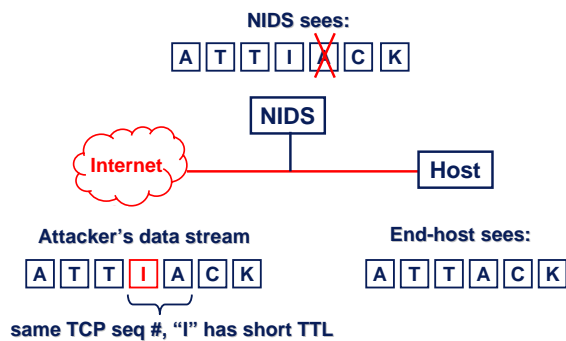 NIDS sees:
A T T I A C K
NIDS
Internet
Host
Attacker's data stream
A T T I A C K
same TCP seq #, “I” has short TTL
End-host sees:
A T T A C K